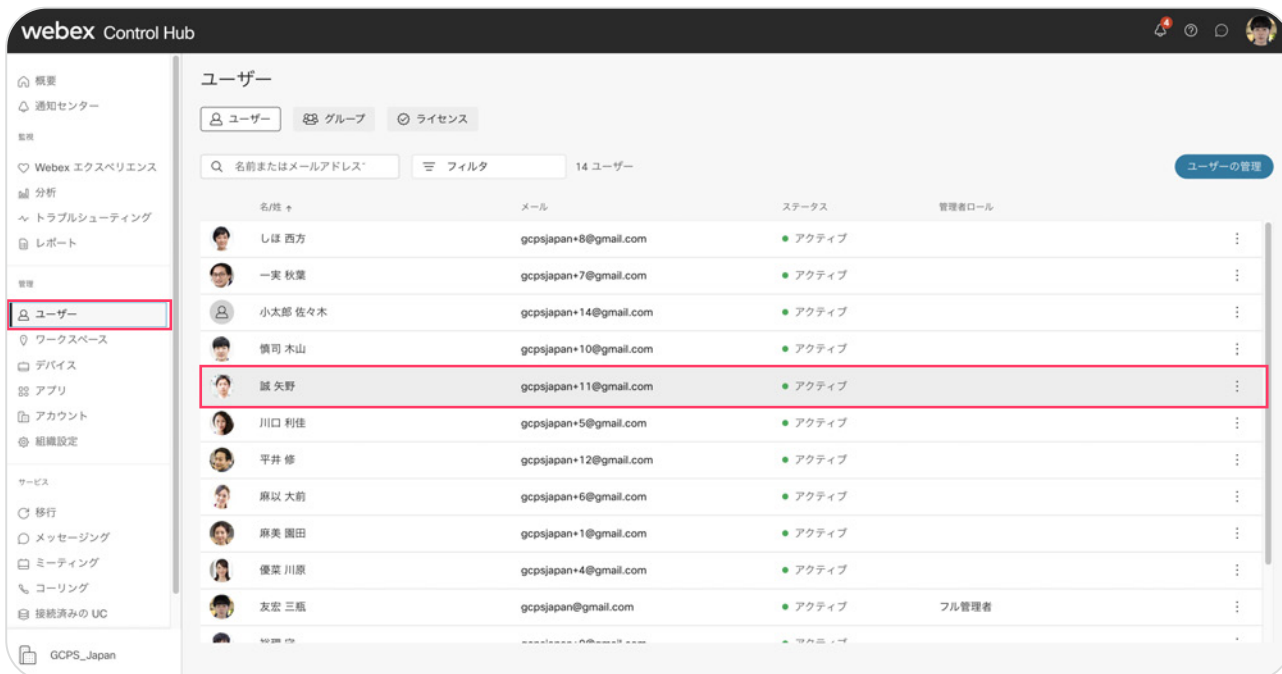 webex Control Hub
4
概要
通知センター
監視
Webex エクスペリエンス
分析
トラブルシューティング
レポート
管理
ユーザー
ワークスペース
デバイス
アプリ
アカウント
組織設定
サービス
移行
メッセージング
ミーティング
コーリング
接続済みの UC
GCPS_Japan
ユーザー
ユーザー グループ ライセンス
名前またはメールアドレス フィルタ 14 ユーザー ユーザーの管理
名/姓 ↑ メール ステータス 管理者ロール
しほ 西方 gcpsjapan+8@gmail.com アクティブ
一実 秋葉 gcpsjapan+7@gmail.com アクティブ
小太郎 佐々木 gcpsjapan+14@gmail.com アクティブ
慎司 木山 gcpsjapan+10@gmail.com アクティブ
誠 矢野 gcpsjapan+11@gmail.com アクティブ
川口 利佳 gcpsjapan+5@gmail.com アクティブ
平井 修 gcpsjapan+12@gmail.com アクティブ
麻以 大前 gcpsjapan+6@gmail.com アクティブ
麻美 園田 gcpsjapan+1@gmail.com アクティブ
優菜 川原 gcpsjapan+4@gmail.com アクティブ
友宏 三瓶 gcpsjapan@gmail.com アクティブ フル管理者